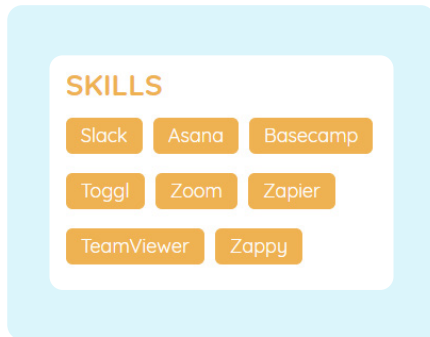 SKILLS
Slack Asana Basecamp
Toggl Zoom Zapier
TeamViewer Zappy